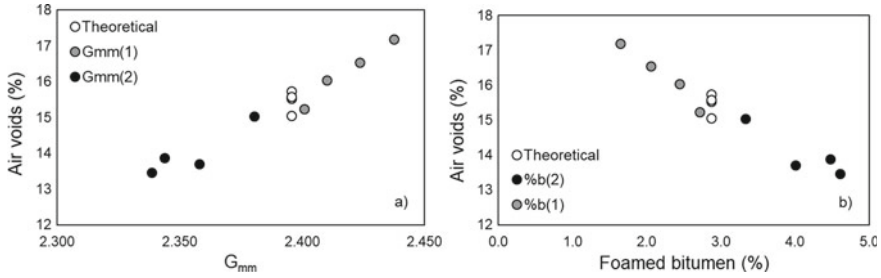 18
17
16
15
14
13
12
Air voids (%)
Theoretical
Gmm(1)
Gmm(2)
a)
2.300
2.350
2.400
2.450
Gmm
18
17
16
15
14
13
12
Air voids (%)
Theoretical
%b(2)
%b(1)
b)
0.0
1.0
2.0
3.0
4.0
5.0
Foamed bitumen (%)